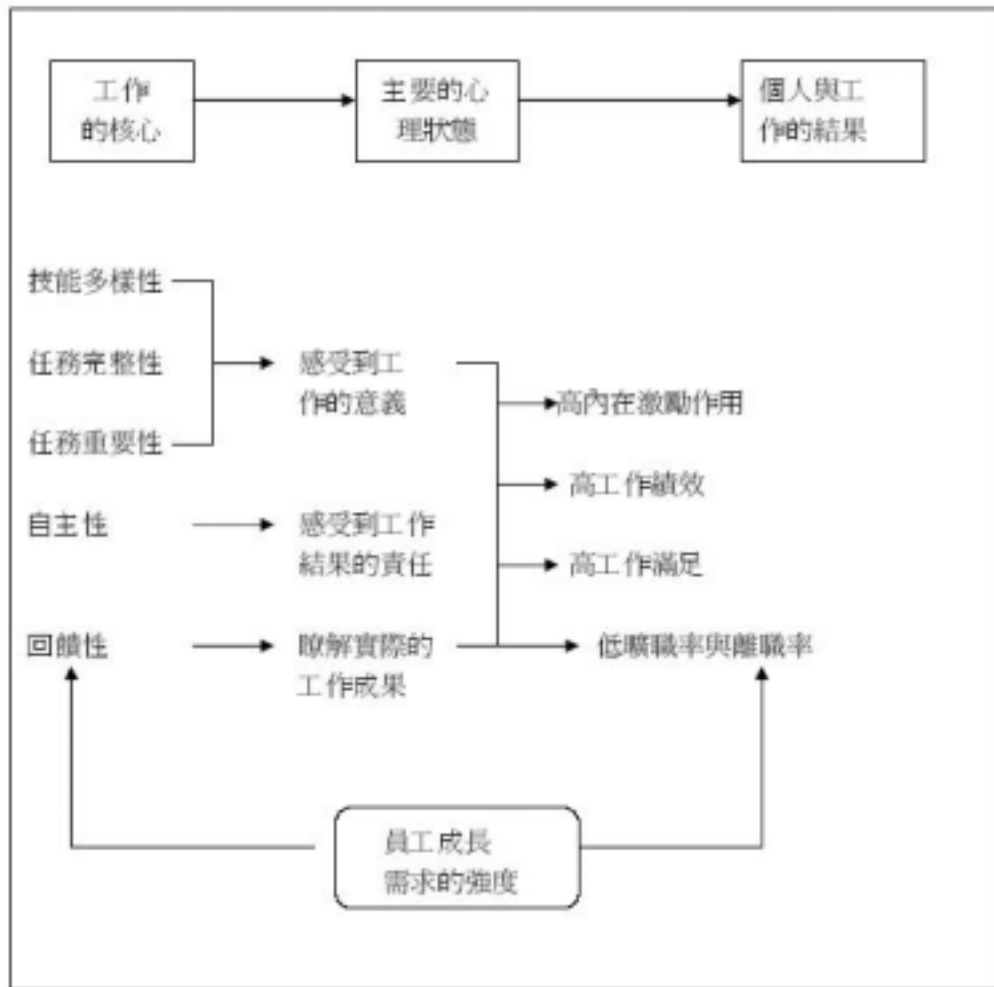 工作
的核心
主要的心
理狀態
個人與工
作的結果
技能多樣性
任務完整性
任務重要性
自主性
回饋性
感受到工
作的意義
感受到工作
結果的責任
瞭解實際的
工作成果
高內在激勵作用
高工作績效
高工作滿足
低曠職率與離職率
員工成長
需求的強度